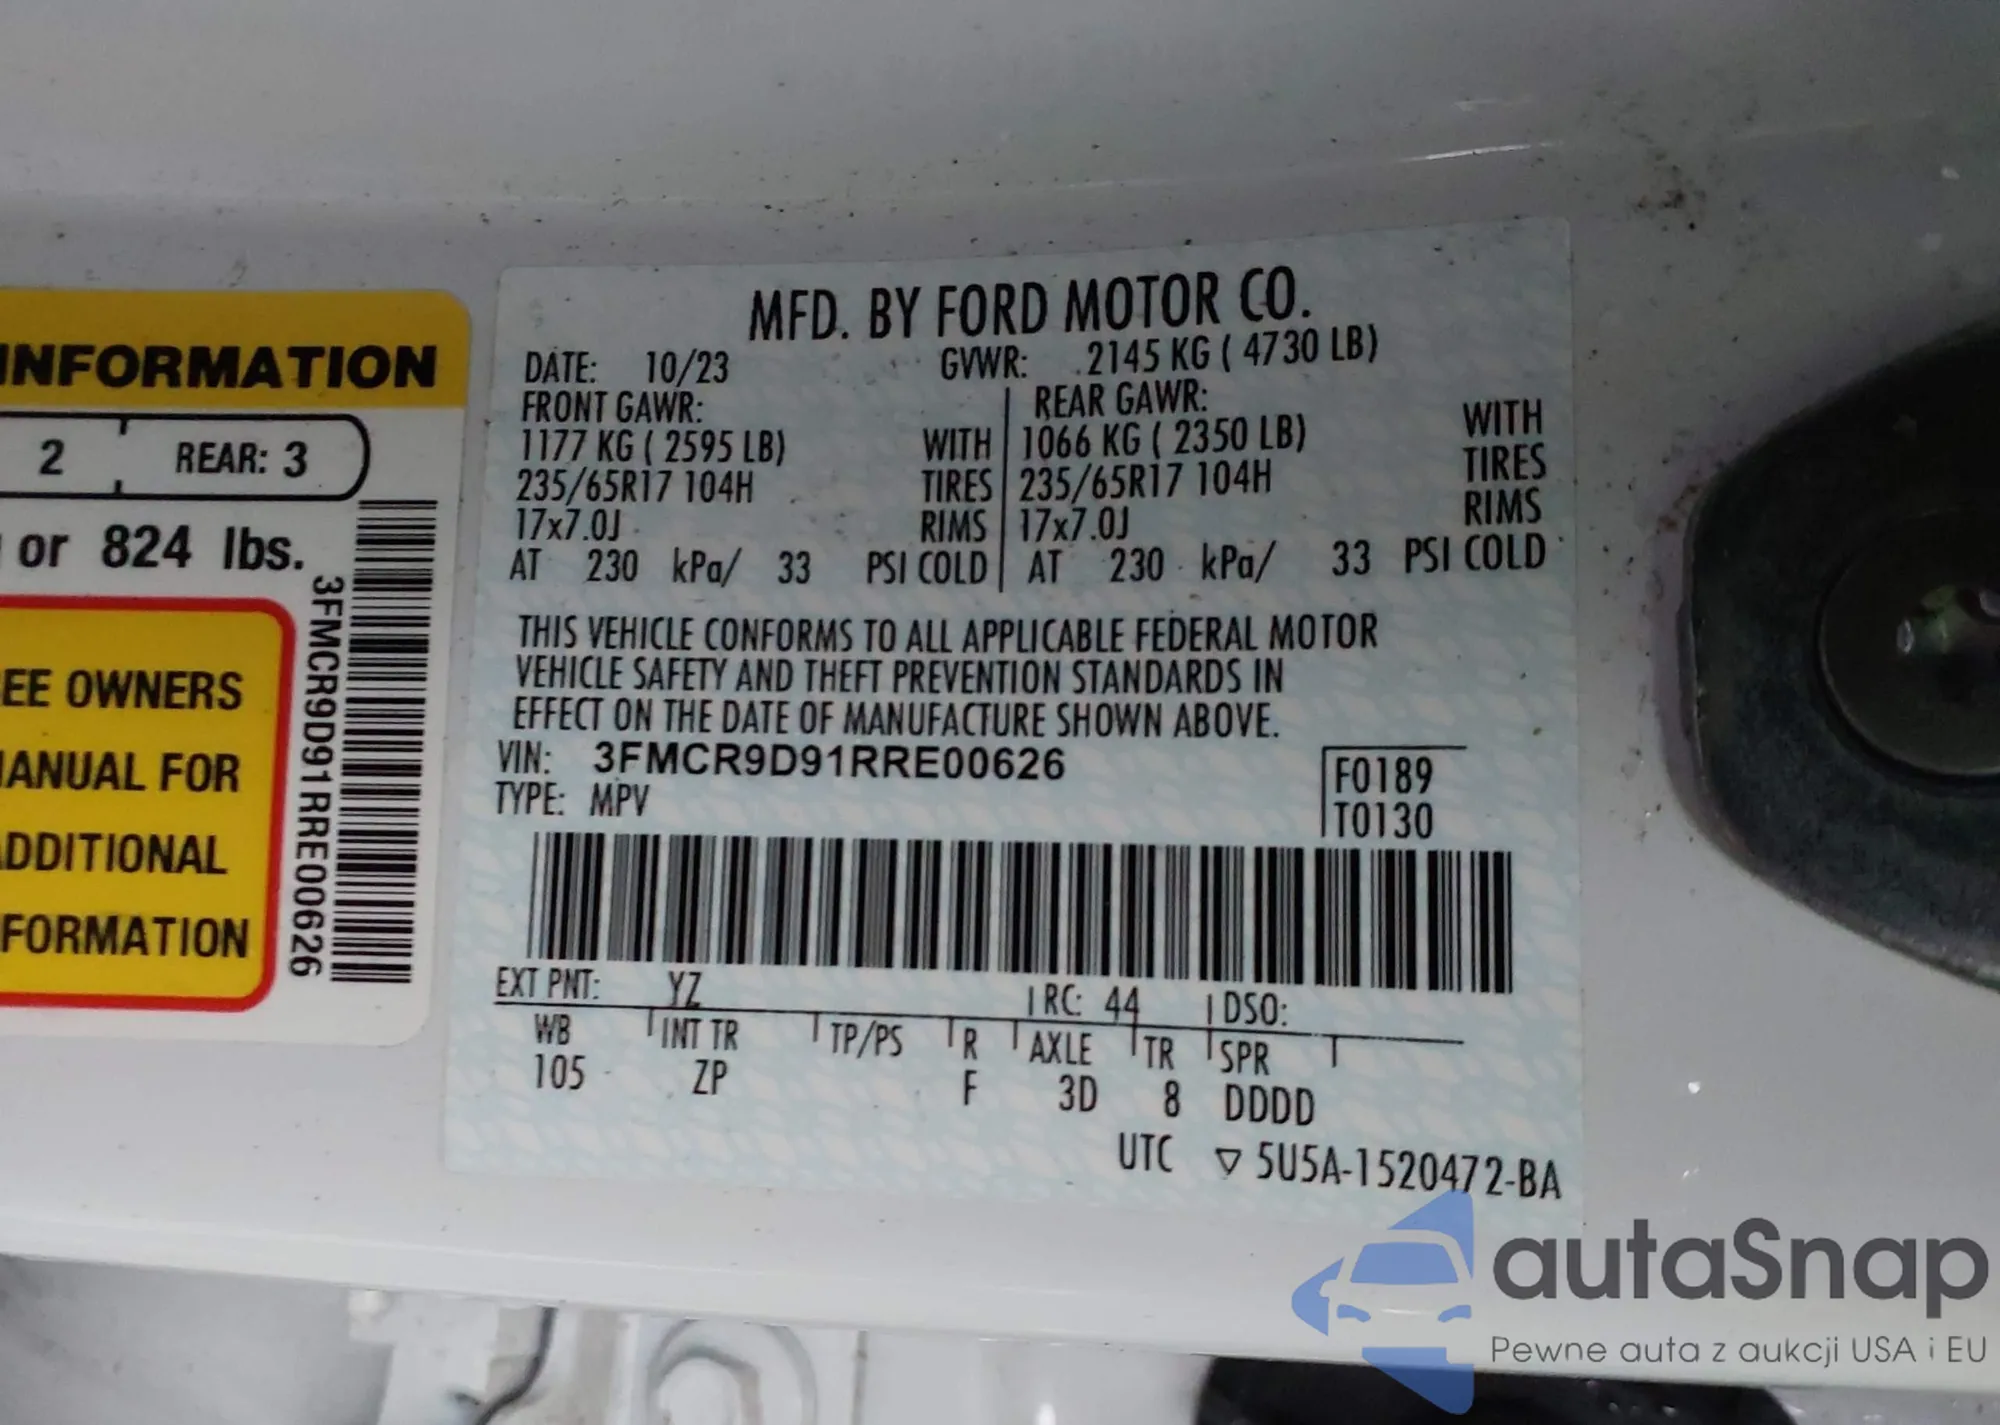 INFORMATION
2 REAR: 3
or 824 lbs.
EE OWNERS
ANUAL FOR
DDITIONAL
FORMATION
3FMCR9D91RRE00626
MFD. BY FORD MOTOR CO.
DATE: 10/23 GVWR: 2145 KG ( 4730 LB)
FRONT GAWR: REAR GAWR:
1177 KG ( 2595 LB) WITH 1066 KG ( 2350 LB) WITH
235/65R17 104H TIRES 235/65R17 104H TIRES
17x7.0J RIMS 17x7.0J RIMS
AT 230 kPa/ 33 PSI COLD AT 230 kPa/ 33 PSI COLD
THIS VEHICLE CONFORMS TO ALL APPLICABLE FEDERAL MOTOR
VEHICLE SAFETY AND THEFT PREVENTION STANDARDS IN
EFFECT ON THE DATE OF MANUFACTURE SHOWN ABOVE.
VIN: 3FMCR9D91RRE00626 F0189
TYPE: MPV T0130
EXT PNT: YZ RC: 44 DSO:
WB INT TR TP/PS R AXLE TR SPR
105 ZP F 3D 8 DDDD
UTC ▽ 5U5A-1520472-BA
autaSnap
Pewne auta z aukcji USA i EU